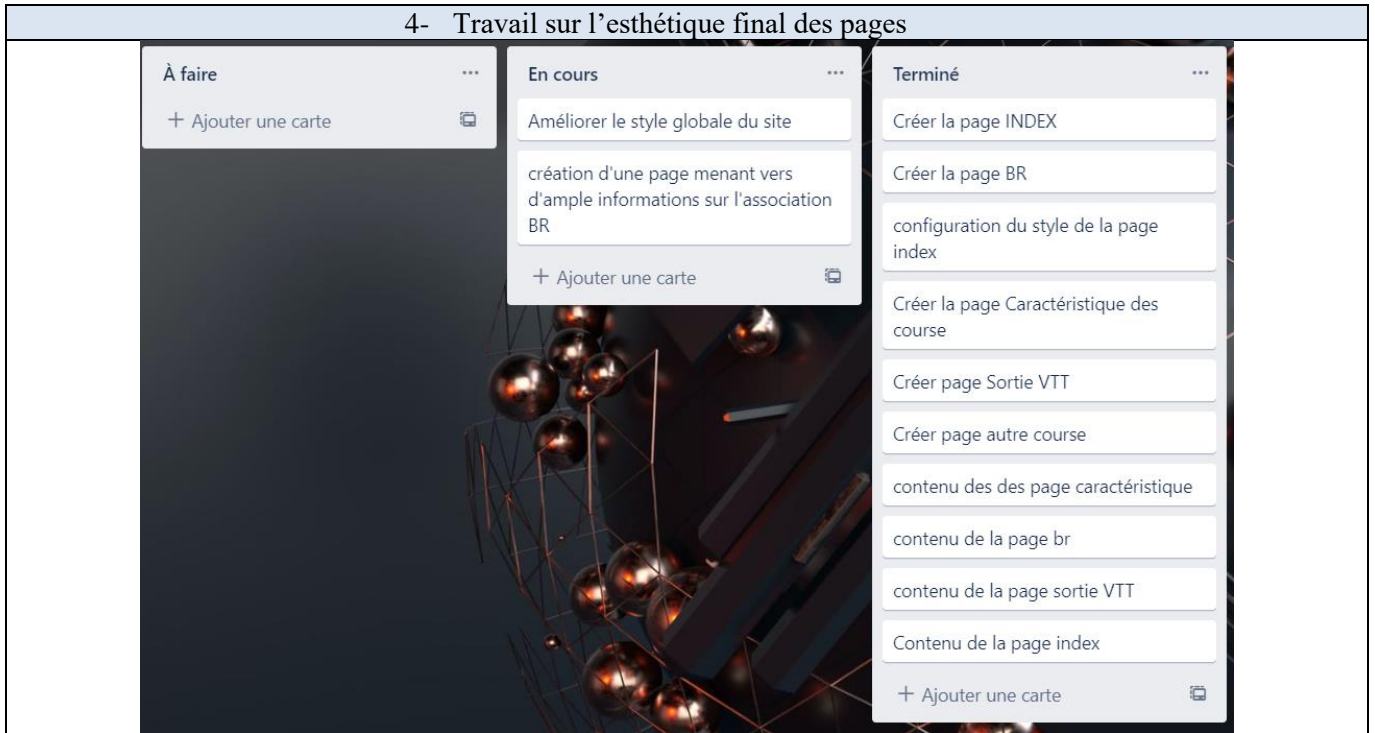 4- Travail sur l’esthétique final des pages
À faire
+ Ajouter une carte
En cours
Améliorer le style globale du site
création d'une page menant vers
d'ample informations sur l'association
BR
+ Ajouter une carte
Terminé
Créer la page INDEX
Créer la page BR
configuration du style de la page
index
Créer la page Caractéristique des
course
Créer page Sortie VTT
Créer page autre course
contenu des des page caractéristique
contenu de la page br
contenu de la page sortie VTT
Contenu de la page index
+ Ajouter une carte